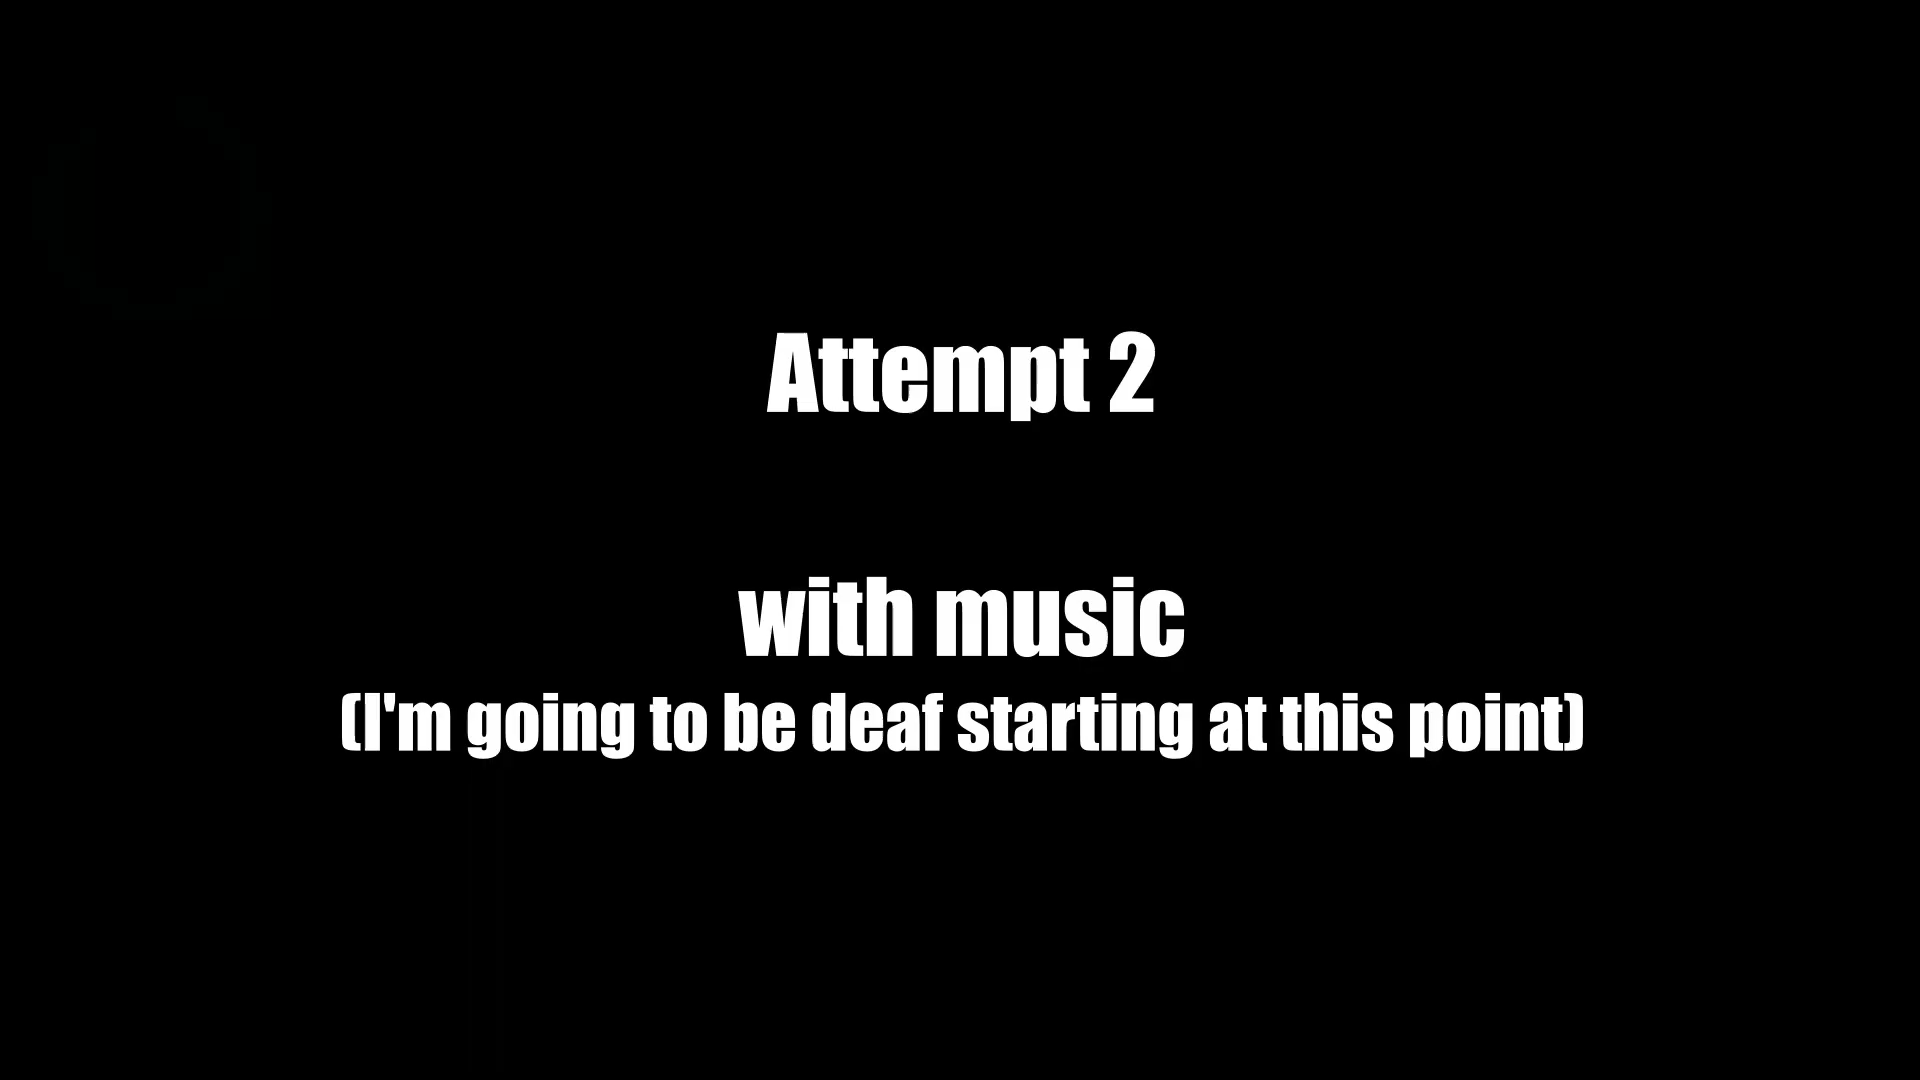 Attempt 2
with music
(I'm going to be deaf starting at this point)